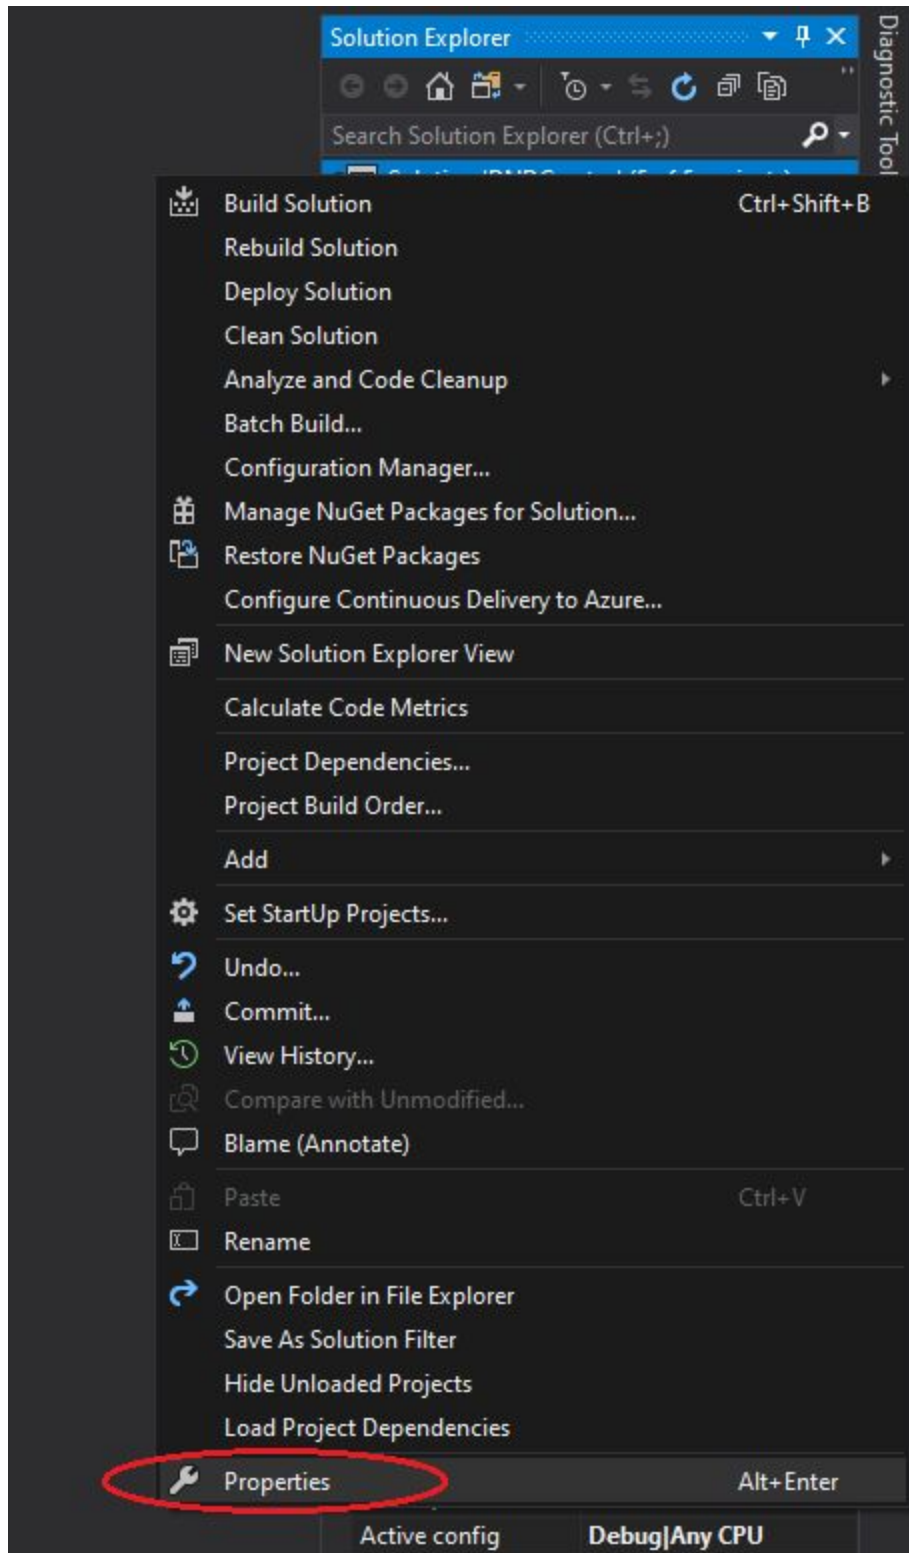 Solution Explorer
Diagnostic Tool
Search Solution Explorer (Ctrl+;)
Build Solution Ctrl+Shift+B
Rebuild Solution
Deploy Solution
Clean Solution
Analyze and Code Cleanup
Batch Build...
Configuration Manager...
Manage NuGet Packages for Solution...
Restore NuGet Packages
Configure Continuous Delivery to Azure...
New Solution Explorer View
Calculate Code Metrics
Project Dependencies...
Project Build Order...
Add
Set StartUp Projects...
Undo...
Commit...
View History...
Compare with Unmodified...
Blame (Annotate)
Paste Ctrl+V
Rename
Open Folder in File Explorer
Save As Solution Filter
Hide Unloaded Projects
Load Project Dependencies
Properties Alt+Enter
Active config Debug|Any CPU